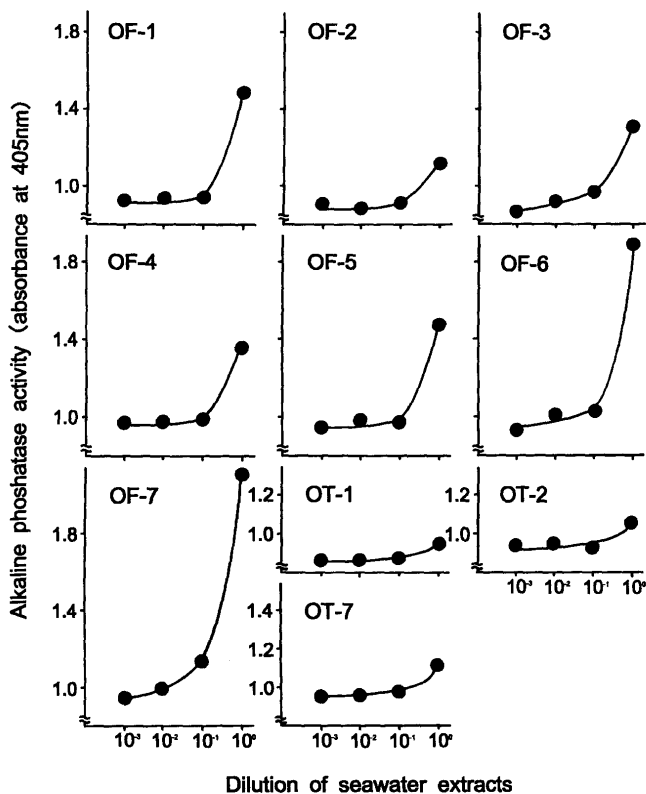 Alkaline phoshatase activity (absorbance at 405nm)
1.8
1.4
1.0
OF-1
OF-2
OF-3
1.8
1.4
1.0
OF-4
OF-5
OF-6
1.8
1.4
1.0
OF-7
1.2
1.0
OT-1
1.2
1.0
OT-2
10⁻³ 10⁻² 10⁻¹ 10⁰
1.4
1.2
1.0
OT-7
10⁻³ 10⁻² 10⁻¹ 10⁰
10⁻³ 10⁻² 10⁻¹ 10⁰
Dilution of seawater extracts